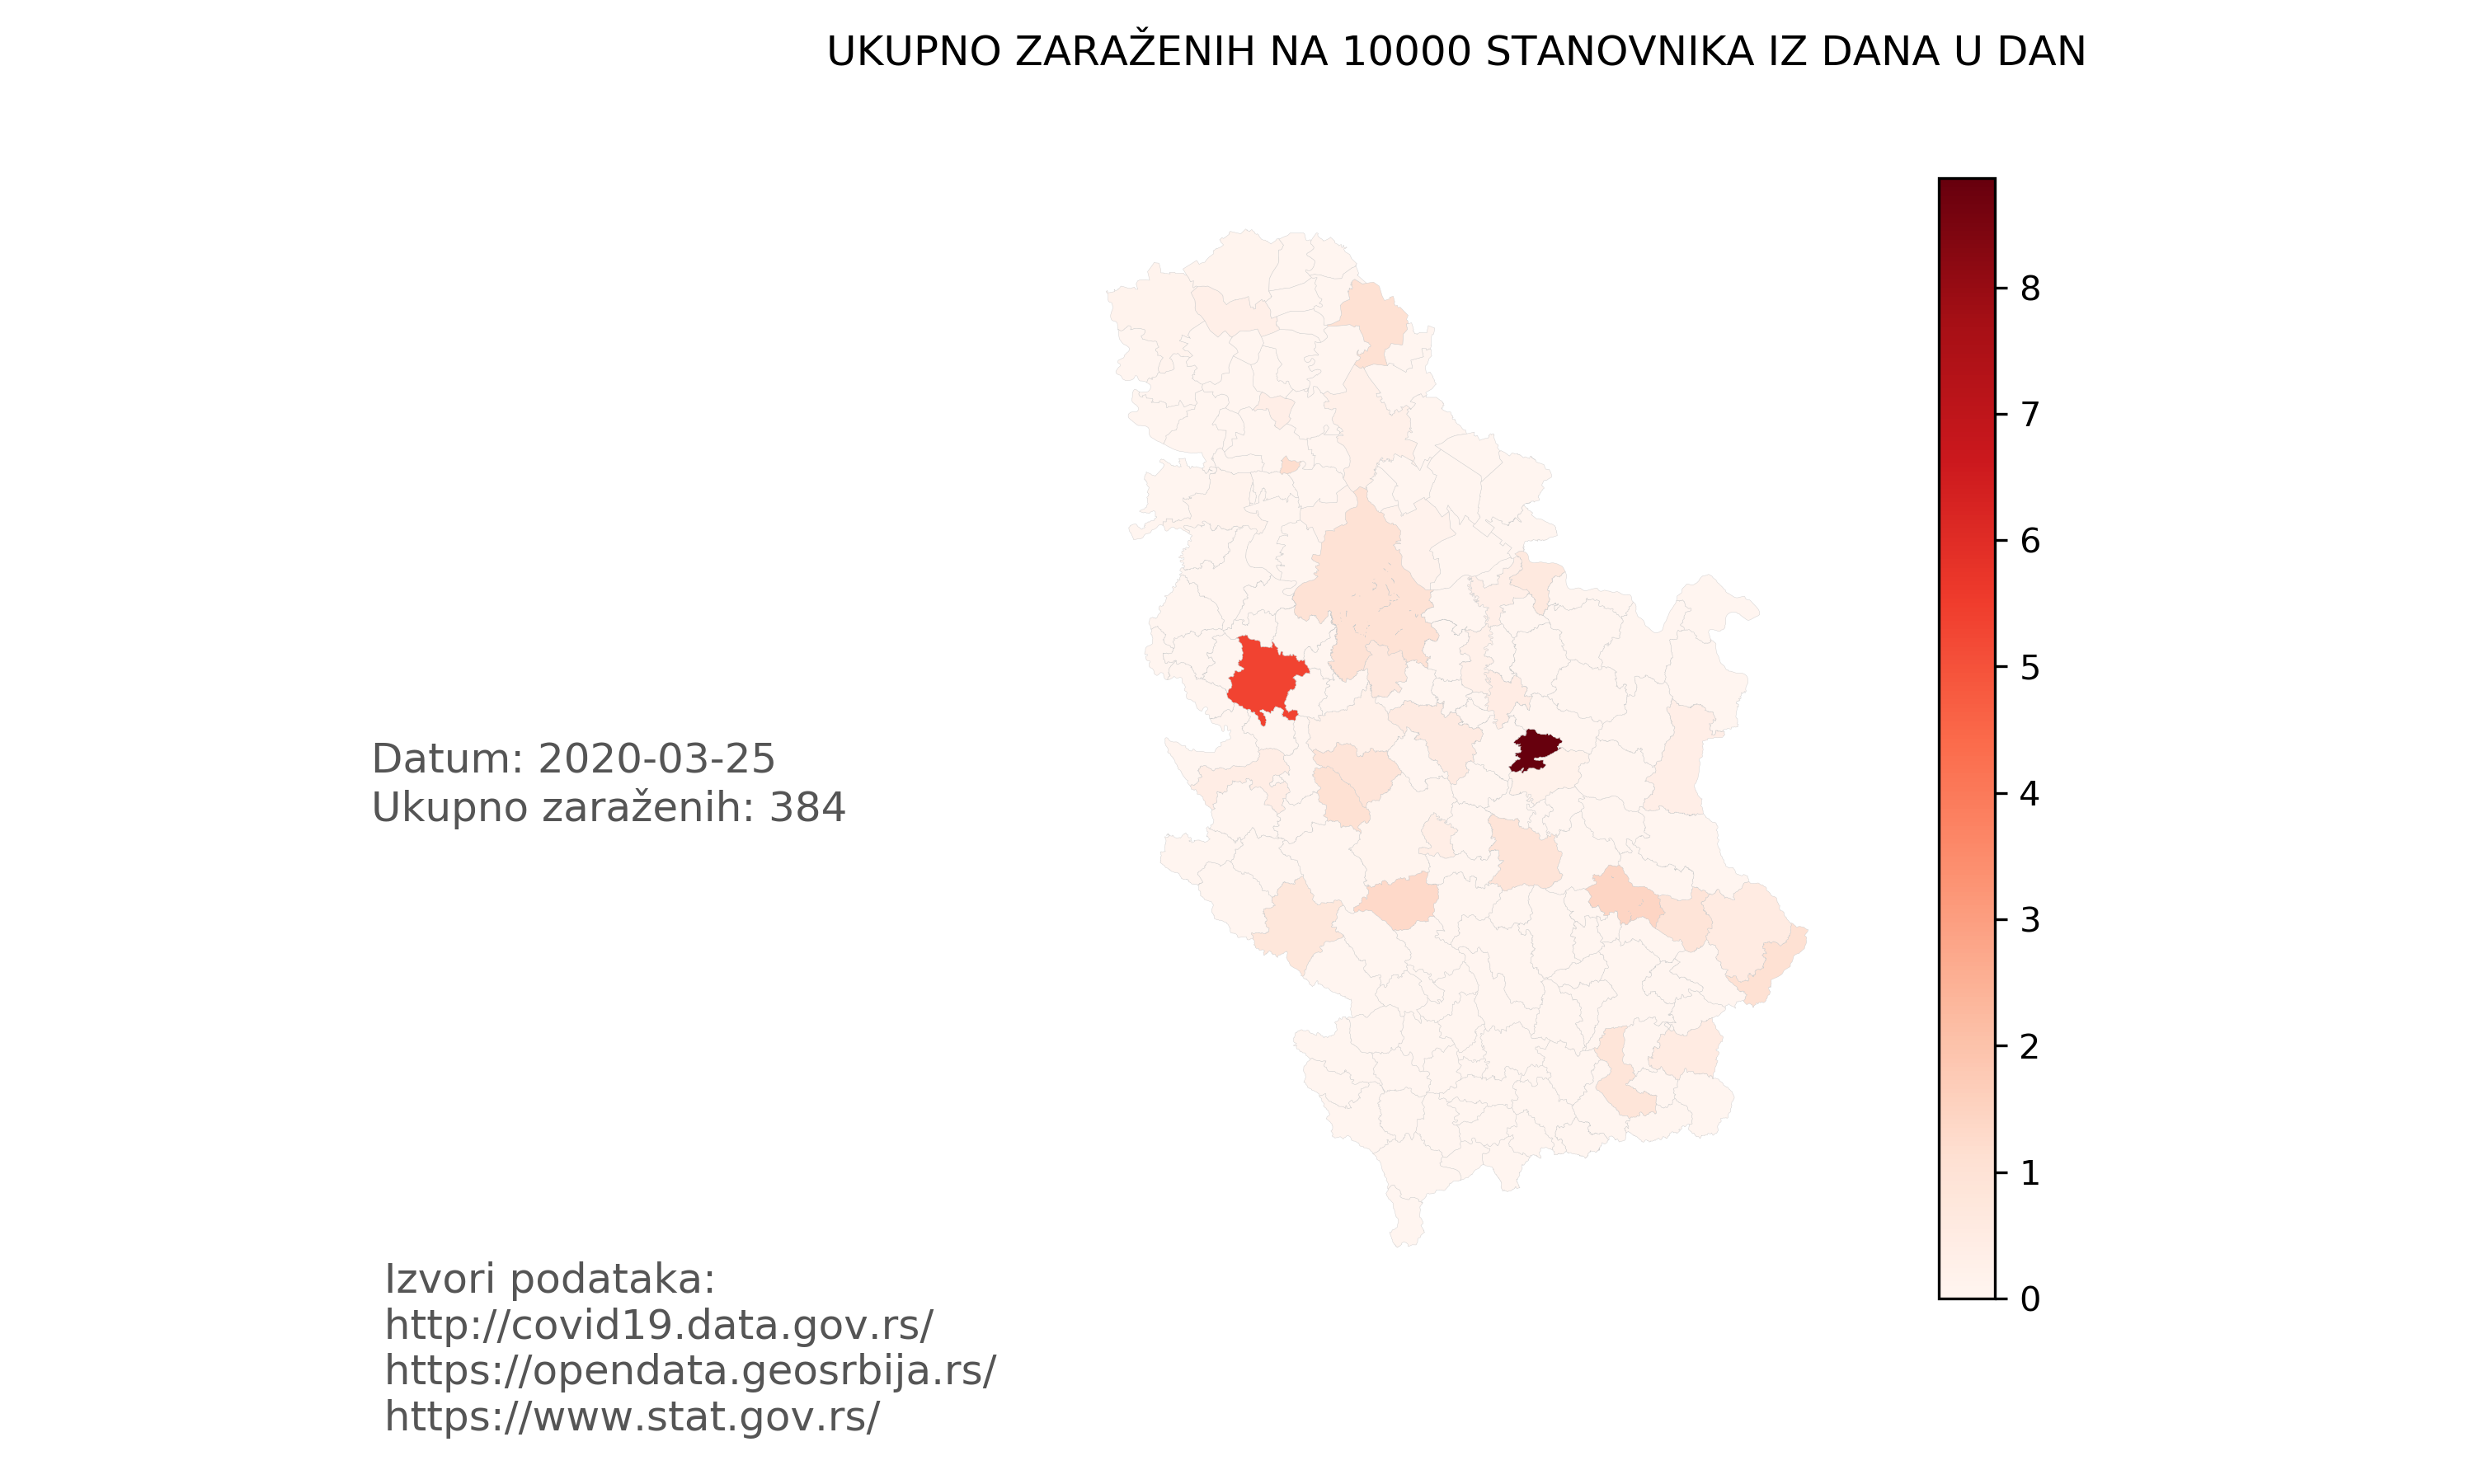 UKUPNO ZARAŽENIH NA 10000 STANOVNIKA IZ DANA U DAN
8
7
6
5
4
3
2
1
0
Datum: 2020-03-25
Ukupno zaraženih: 384
Izvori podataka:
http://covid19.data.gov.rs/
https://opendata.geosrbija.rs/
https://www.stat.gov.rs/